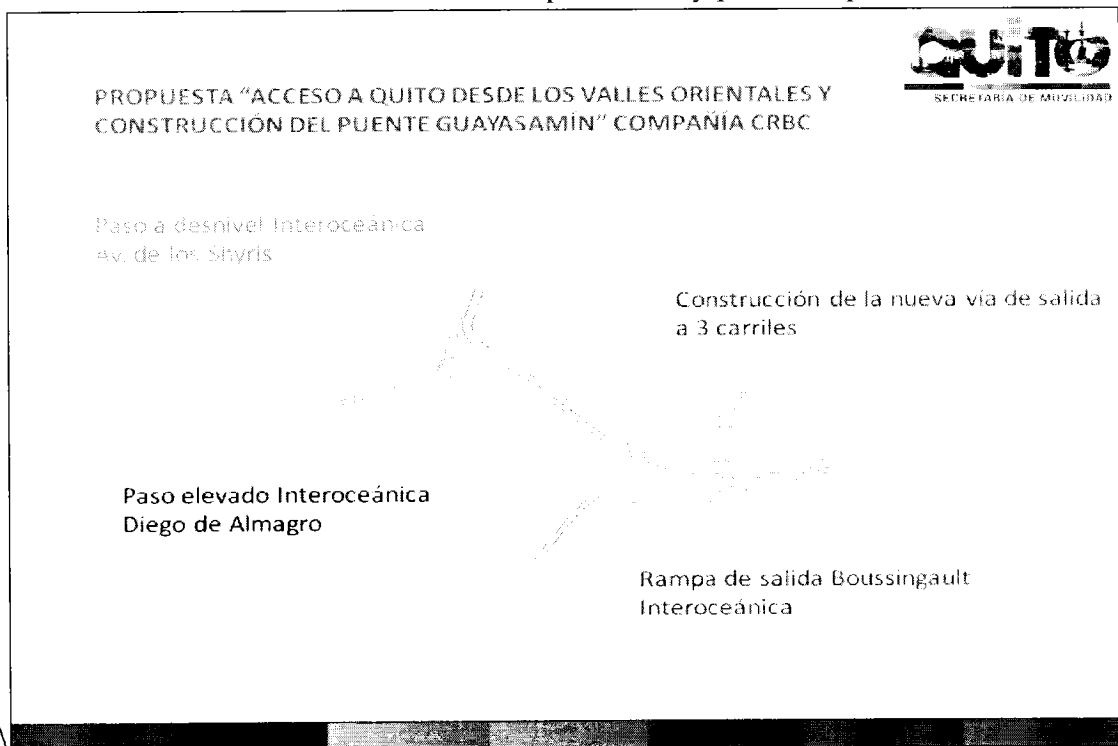 QUITO
SECRETARÍA DE MOVILIDAD
PROPUESTA “ACCESO A QUITO DESDE LOS VALLES ORIENTALES Y
CONSTRUCCIÓN DEL PUENTE GUAYASAMÍN” COMPAÑÍA CRBC
Paso a desnivel Interoceánica
Av. de los Shyris
Construcción de la nueva vía de salida
a 3 carriles
Paso elevado Interoceánica
Diego de Almagro
Rampa de salida Boussingault
Interoceánica